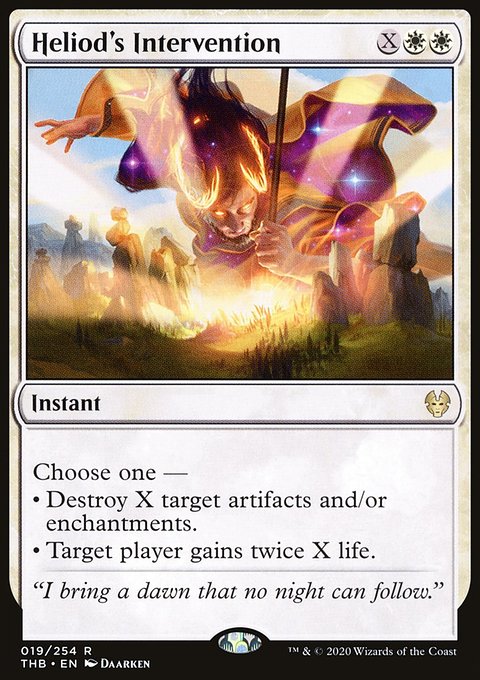 Heliod's Intervention X
Instant
Choose one —
• Destroy X target artifacts and/or
enchantments.
• Target player gains twice X life.
“I bring a dawn that no night can follow.”
019/254 R
THB • EN Daarken
™ & © 2020 Wizards of the Coast